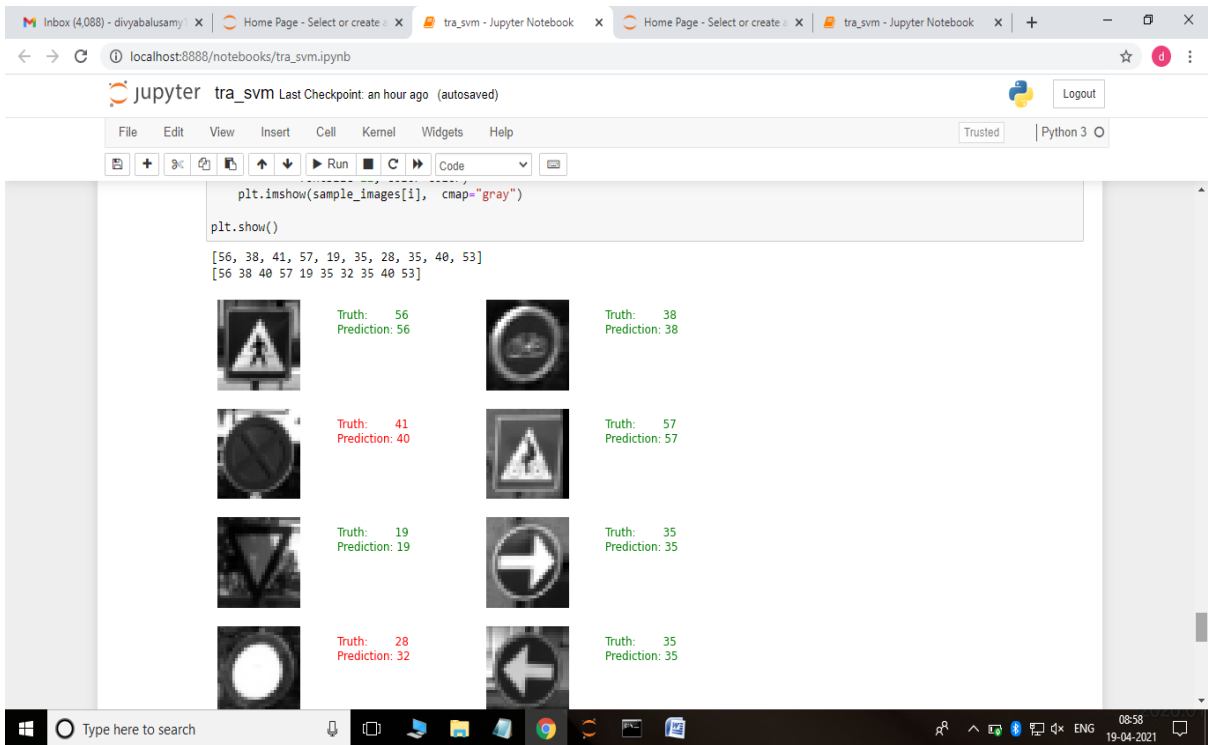 Inbox (4,088) - divyabalusamy1
Home Page - Select or create a
tra_svm - Jupyter Notebook
Home Page - Select or create a
tra_svm - Jupyter Notebook
localhost:8888/notebooks/tra_svm.ipynb
d
jupyter tra_svm Last Checkpoint: an hour ago (autosaved)
Logout
File Edit View Insert Cell Kernel Widgets Help
Trusted
Python 3
Run
Code
plt.imshow(sample_images[i], cmap="gray")
plt.show()
[56, 38, 41, 57, 19, 35, 28, 35, 40, 53]
[56 38 40 57 19 35 32 35 40 53]
Truth: 56
Prediction: 56
Truth: 38
Prediction: 38
Truth: 41
Prediction: 40
Truth: 57
Prediction: 57
Truth: 19
Prediction: 19
Truth: 35
Prediction: 35
Truth: 28
Prediction: 32
Truth: 35
Prediction: 35
Type here to search
ENG
08:58
19-04-2021